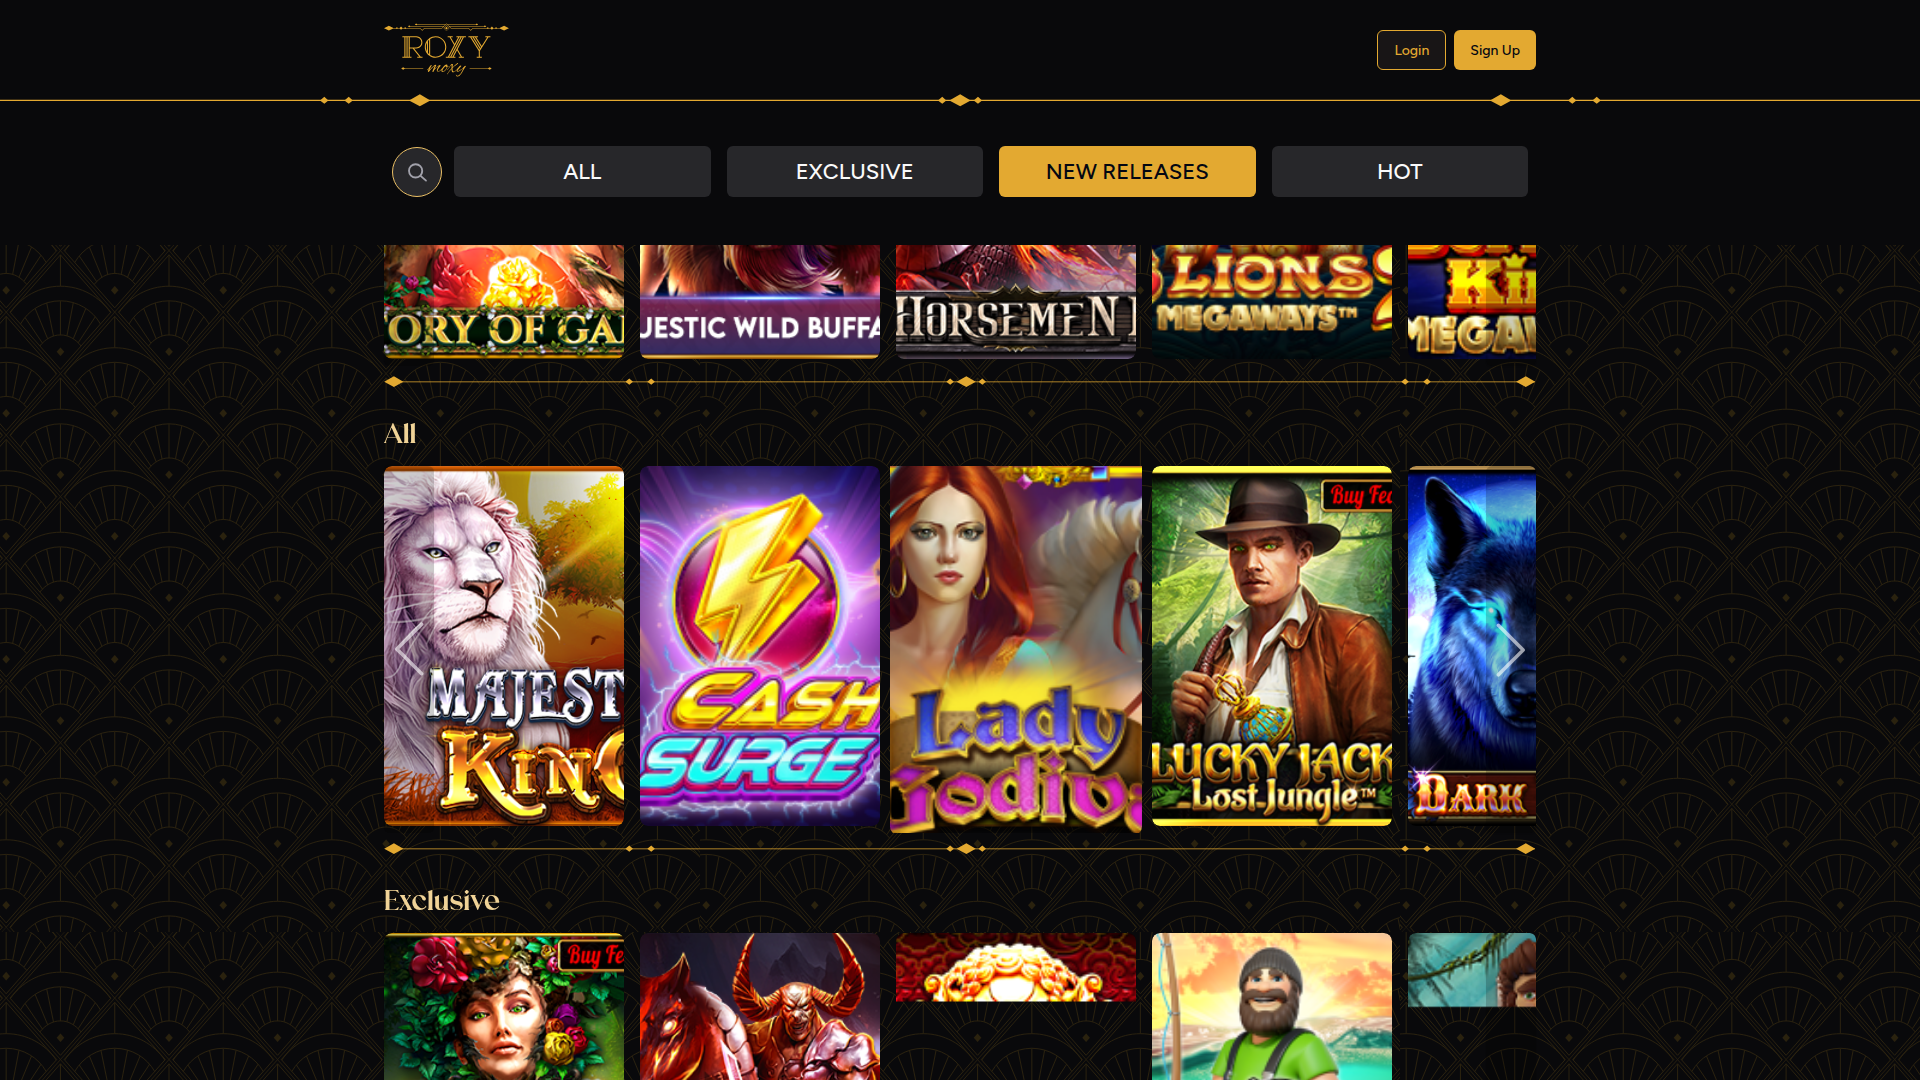 ROXY
moxy
Login
Sign Up
ALL
EXCLUSIVE
NEW RELEASES
HOT
ORY OF GA
JESTIC WILD BUFFA
HORSEMEN
LIONS
MEGAWAYS™
KI
MEGA
All
MAJEST
KING
CASH
SURGE
Lady
Godiva
Buy Fea
LUCKY JACK
Lost Jungle™
DARK
Exclusive
Buy Fe